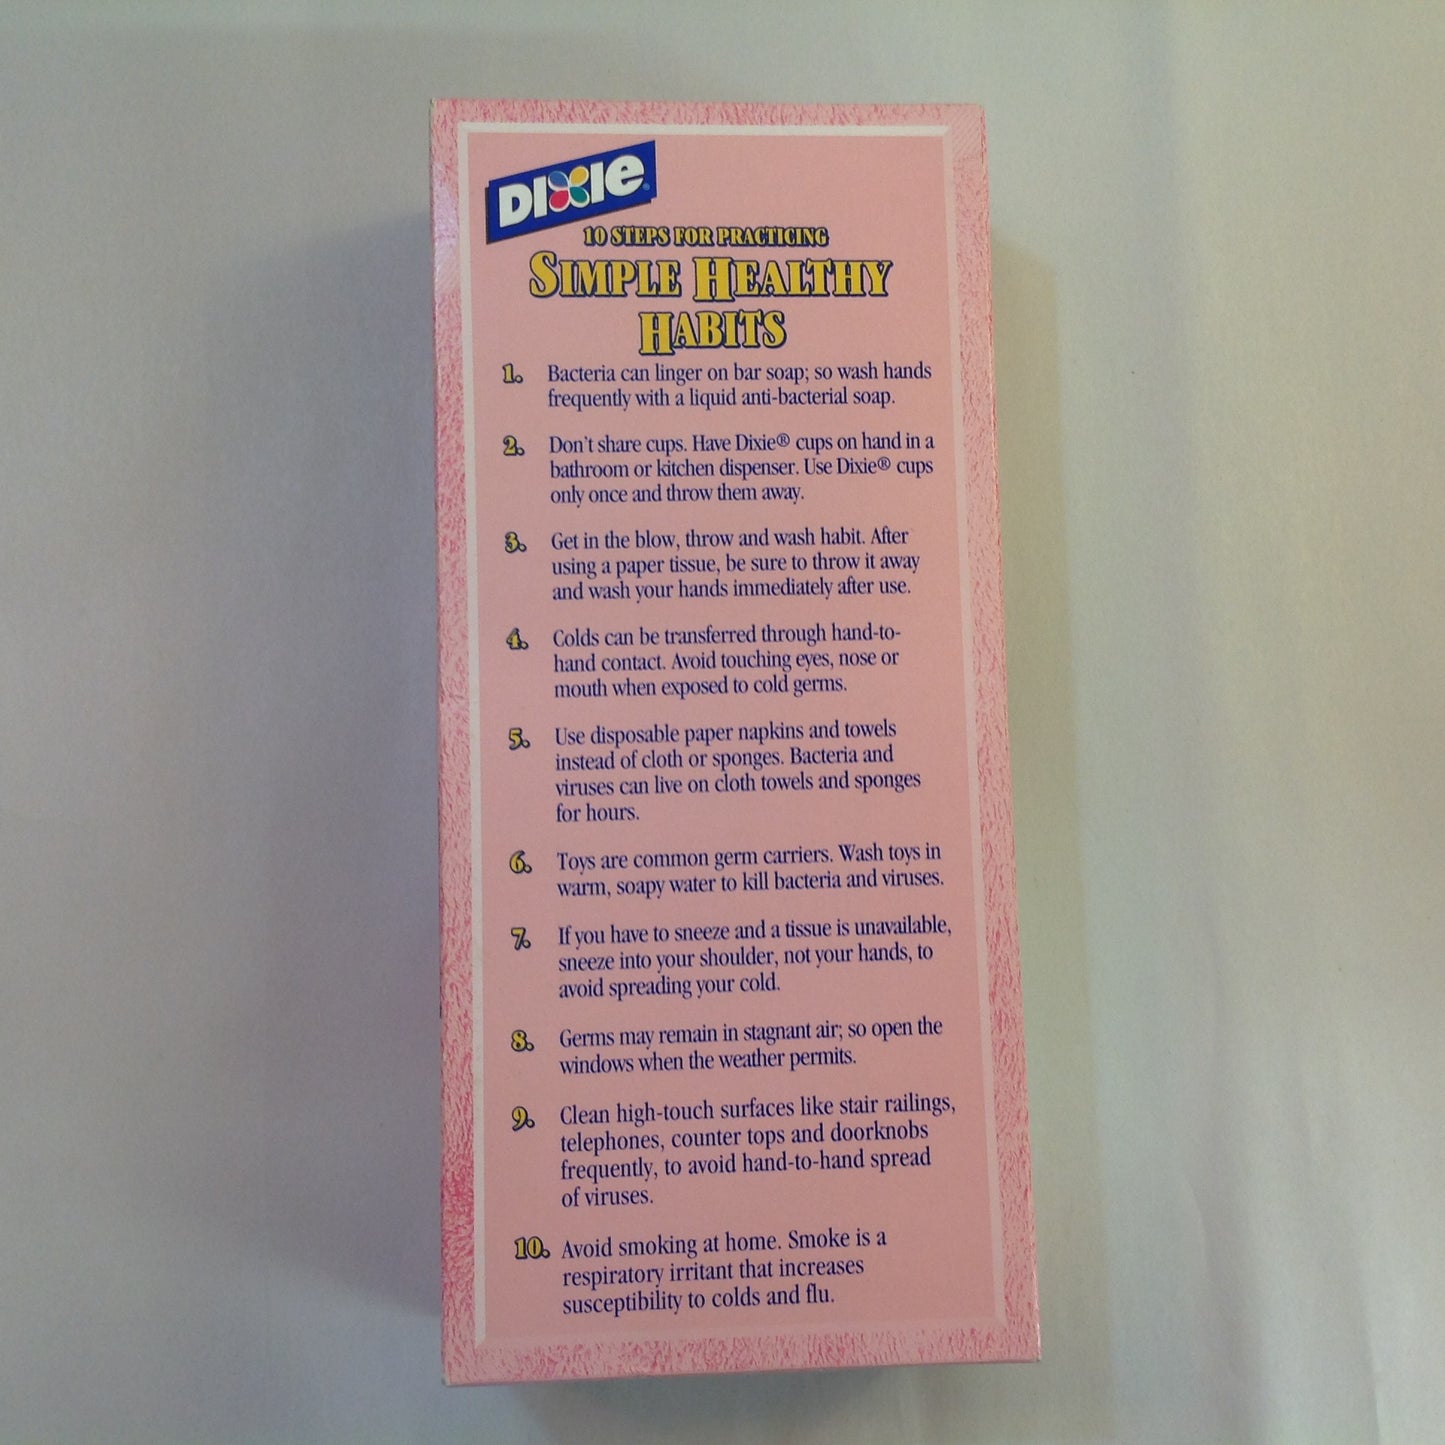 DIXIE®
10 STEPS FOR PRACTICING
SIMPLE HEALTHY
HABITS
1. Bacteria can linger on bar soap; so wash hands
frequently with a liquid anti-bacterial soap.
2. Don't share cups. Have Dixie® cups on hand in a
bathroom or kitchen dispenser. Use Dixie® cups
only once and throw them away.
3. Get in the blow, throw and wash habit. After
using a paper tissue, be sure to throw it away
and wash your hands immediately after use.
4. Colds can be transferred through hand-to-
hand contact. Avoid touching eyes, nose or
mouth when exposed to cold germs.
5. Use disposable paper napkins and towels
instead of cloth or sponges. Bacteria and
viruses can live on cloth towels and sponges
for hours.
6. Toys are common germ carriers. Wash toys in
warm, soapy water to kill bacteria and viruses.
7. If you have to sneeze and a tissue is unavailable,
sneeze into your shoulder, not your hands, to
avoid spreading your cold.
8. Germs may remain in stagnant air; so open the
windows when the weather permits.
9. Clean high-touch surfaces like stair railings,
telephones, counter tops and doorknobs
frequently, to avoid hand-to-hand spread
of viruses.
10. Avoid smoking at home. Smoke is a
respiratory irritant that increases
susceptibility to colds and flu.